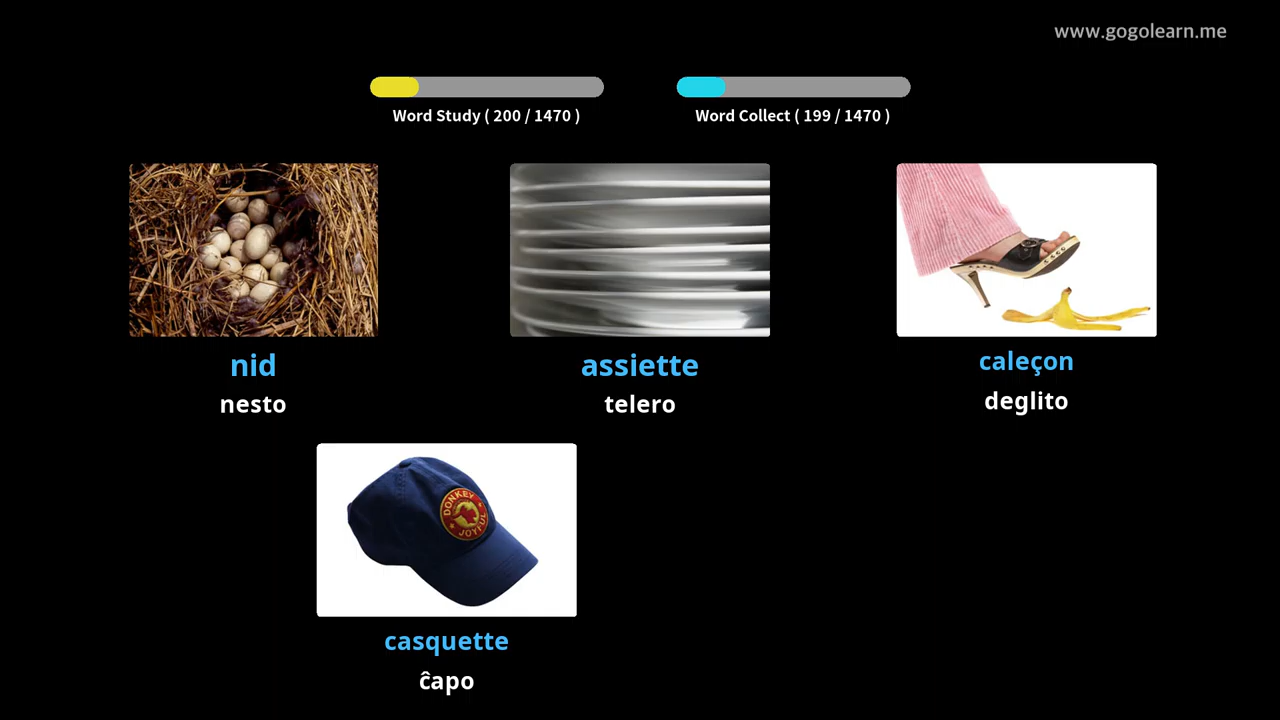 www.gogolearn.me
Word Study ( 200 / 1470 )
Word Collect ( 199 / 1470 )
nid
nesto
assiette
telero
caleçon
deglito
DONKEY
JOYFUL
casquette
ĉapo